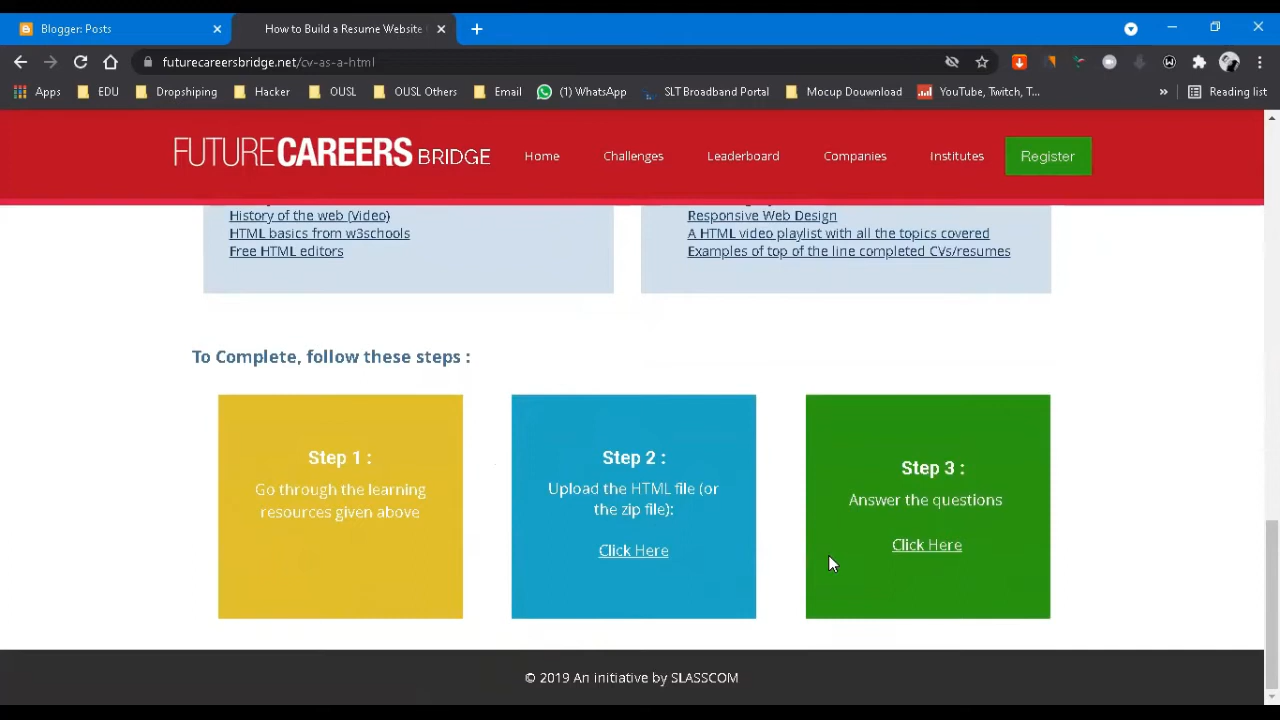 Blogger: Posts
How to Build a Resume Website
futurecareersbridge.net/cv-as-a-html
Apps EDU Dropshiping Hacker OUSL OUSL Others Email (1) WhatsApp SLT Broadband Portal Mocup Douwnload YouTube, Twitch, T... » Reading list
FUTURECAREERS BRIDGE Home Challenges Leaderboard Companies Institutes Register
History of the web (Video)
HTML basics from w3schools
Free HTML editors
Responsive Web Design
A HTML video playlist with all the topics covered
Examples of top of the line completed CVs/resumes
To Complete, follow these steps :
Step 1 :
Go through the learning
resources given above
Step 2 :
Upload the HTML file (or
the zip file):
Click Here
Step 3 :
Answer the questions
Click Here
© 2019 An initiative by SLASSCOM